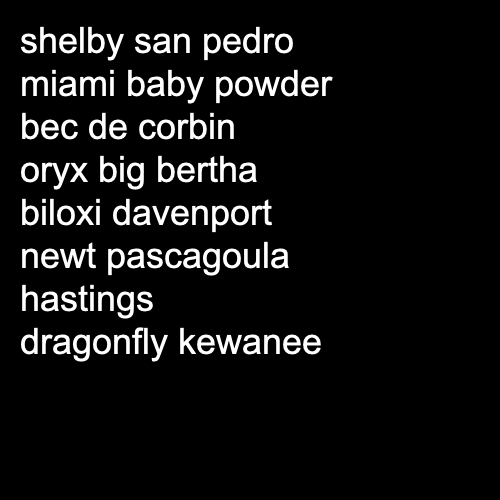 shelby san pedro
miami baby powder
bec de corbin
oryx big bertha
biloxi davenport
newt pascagoula
hastings
dragonfly kewanee